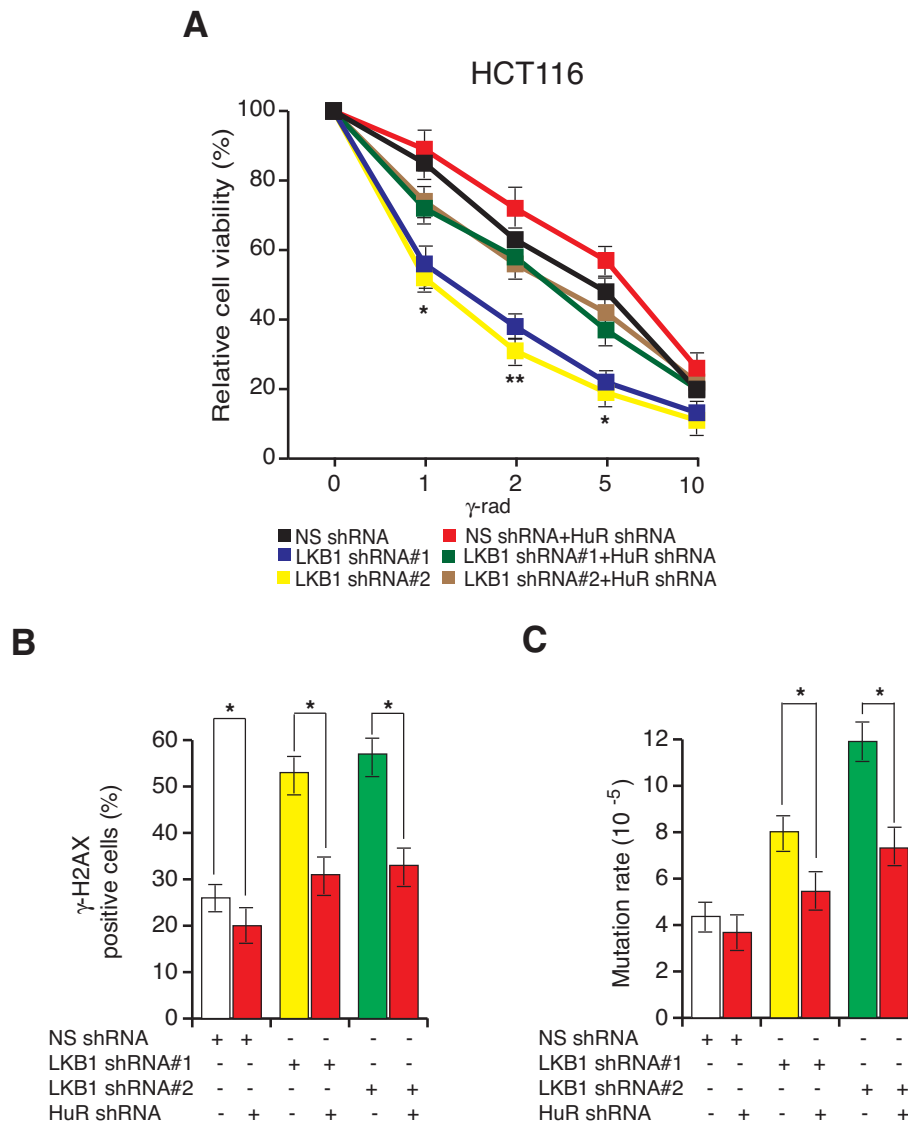 A
HCT116
Relative cell viability (%)
100
80
60
40
20
0
*
**
*
0 1 2 5 10
γ-rad
NS shRNA NS shRNA+HuR shRNA
LKB1 shRNA#1 LKB1 shRNA#1+HuR shRNA
LKB1 shRNA#2 LKB1 shRNA#2+HuR shRNA
B
γ-H2AX
positive cells (%)
60
50
40
30
20
10
0
* * *
NS shRNA + + - - - -
LKB1 shRNA#1 - - + + - -
LKB1 shRNA#2 - - - - + +
HuR shRNA - + - + - +
C
Mutation rate (10 -5)
12
10
8
6
4
2
0
* *
NS shRNA + + - - - -
LKB1 shRNA#1 - - + + - -
LKB1 shRNA#2 - - - - + +
HuR shRNA - + - + - +